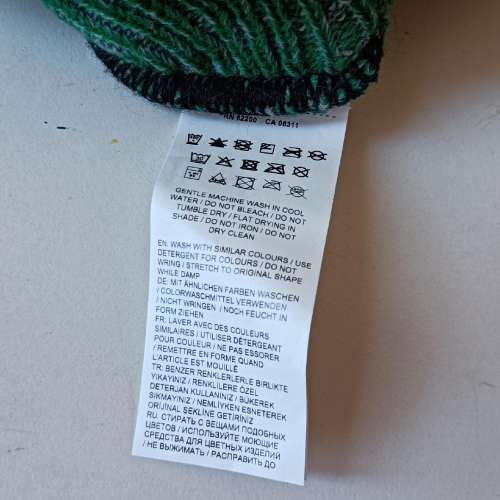 RN 62200 CA 06311
GENTLE MACHINE WASH IN COOL
WATER / DO NOT BLEACH / DO NOT
TUMBLE DRY / FLAT DRYING IN
SHADE / DO NOT IRON / DO NOT
DRY CLEAN
EN: WASH WITH SIMILAR COLOURS / USE
DETERGENT FOR COLOURS / DO NOT
WRING / STRETCH TO ORIGINAL SHAPE
WHILE DAMP
DE: MIT ÄHNLICHEN FARBEN WASCHEN
/ COLORWASCHMITTEL VERWENDEN
/ NICHT WRINGEN / NOCH FEUCHT IN
FORM ZIEHEN
FR: LAVER AVEC DES COULEURS
SIMILAIRES / UTILISER DÉTERGEANT
POUR COULEUR / NE PAS ESSORER
/ REMETTRE EN FORME QUAND
L'ARTICLE EST MOUILLÉ
TR: BENZER RENKLERLERLE BIRLIKTE
YIKAYINIZ / RENKLILERE ÖZEL
DETERJAN KULLANINIZ / BÜKEREK
SIKMAYINIZ / NEMLIYKEN ESNETEREK
ORIJINAL SEKLINE GETIRINIZ
RU: СТИРАТЬ С ВЕЩАМИ ПОДОБНЫХ
ЦВЕТОВ / ИСПОЛЬЗУЙТЕ МОЮЩИЕ
СРЕДСТВА ДЛЯ ЦВЕТНЫХ ИЗДЕЛИЙ
/ НЕ ВЫЖИМАТЬ / РАСПРАВИТЬ ДО